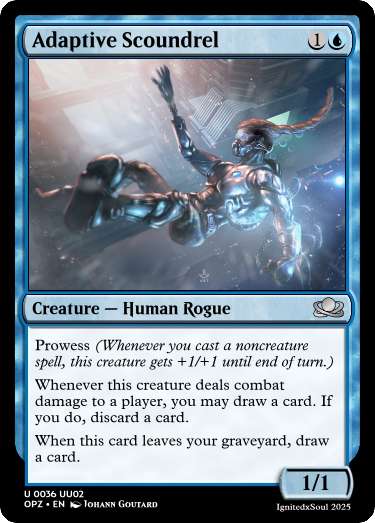 Adaptive Scoundrel 1
Creature — Human Rogue
Prowess (Whenever you cast a noncreature
spell, this creature gets +1/+1 until end of turn.)
Whenever this creature deals combat
damage to a player, you may draw a card. If
you do, discard a card.
When this card leaves your graveyard, draw
a card.
1/1
U 0036 UU02
OPZ • EN Johann Goutard
IgnitedxSoul 2025